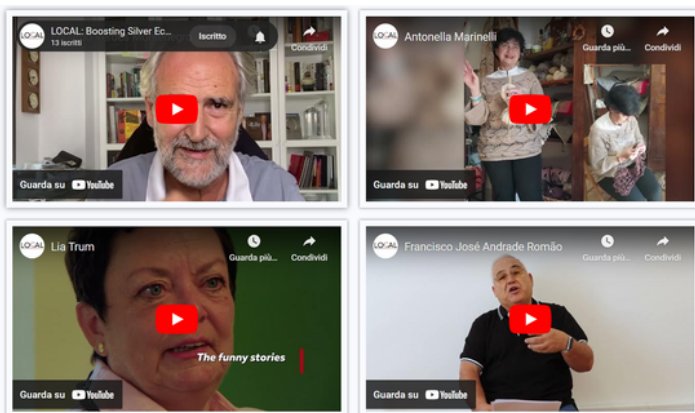 LOCAL
LOCAL: Boosting Silver Ec...
13 iscritti
Iscritto
Condividi
Guarda su YouTube
LOCAL
Antonella Marinelli
Guarda più...
Condividi
Guarda su YouTube
LOCAL
Lia Trum
Guarda più...
Condividi
The funny stories
Guarda su YouTube
LOCAL
Francisco José Andrade Romão
Guarda più...
Condividi
Guarda su YouTube